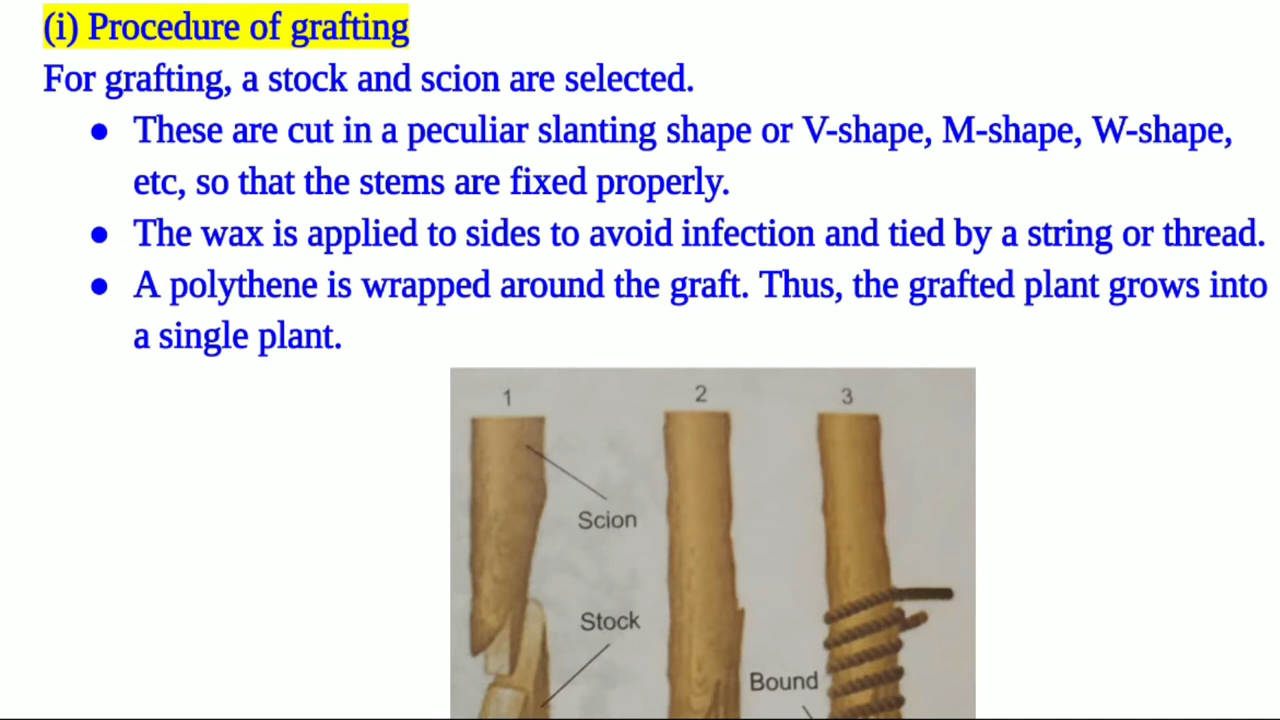 (i) Procedure of grafting
For grafting, a stock and scion are selected.
● These are cut in a peculiar slanting shape or V-shape, M-shape, W-shape,
etc, so that the stems are fixed properly.
● The wax is applied to sides to avoid infection and tied by a string or thread.
● A polythene is wrapped around the graft. Thus, the grafted plant grows into
a single plant.
1 2 3
Scion
Stock
Bound